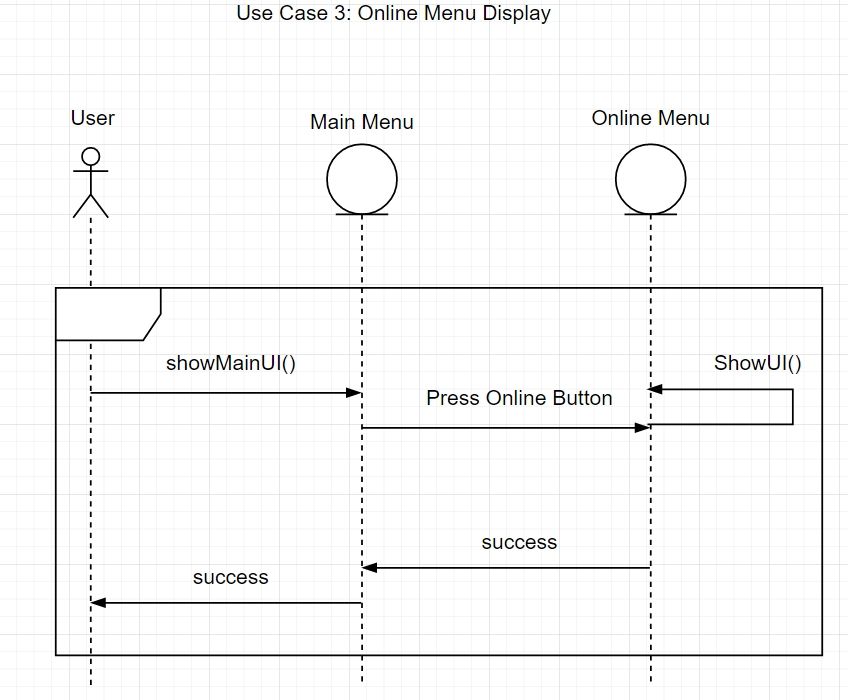 Use Case 3: Online Menu Display
User
Main Menu
Online Menu
showMainUI()
ShowUI()
Press Online Button
success
success